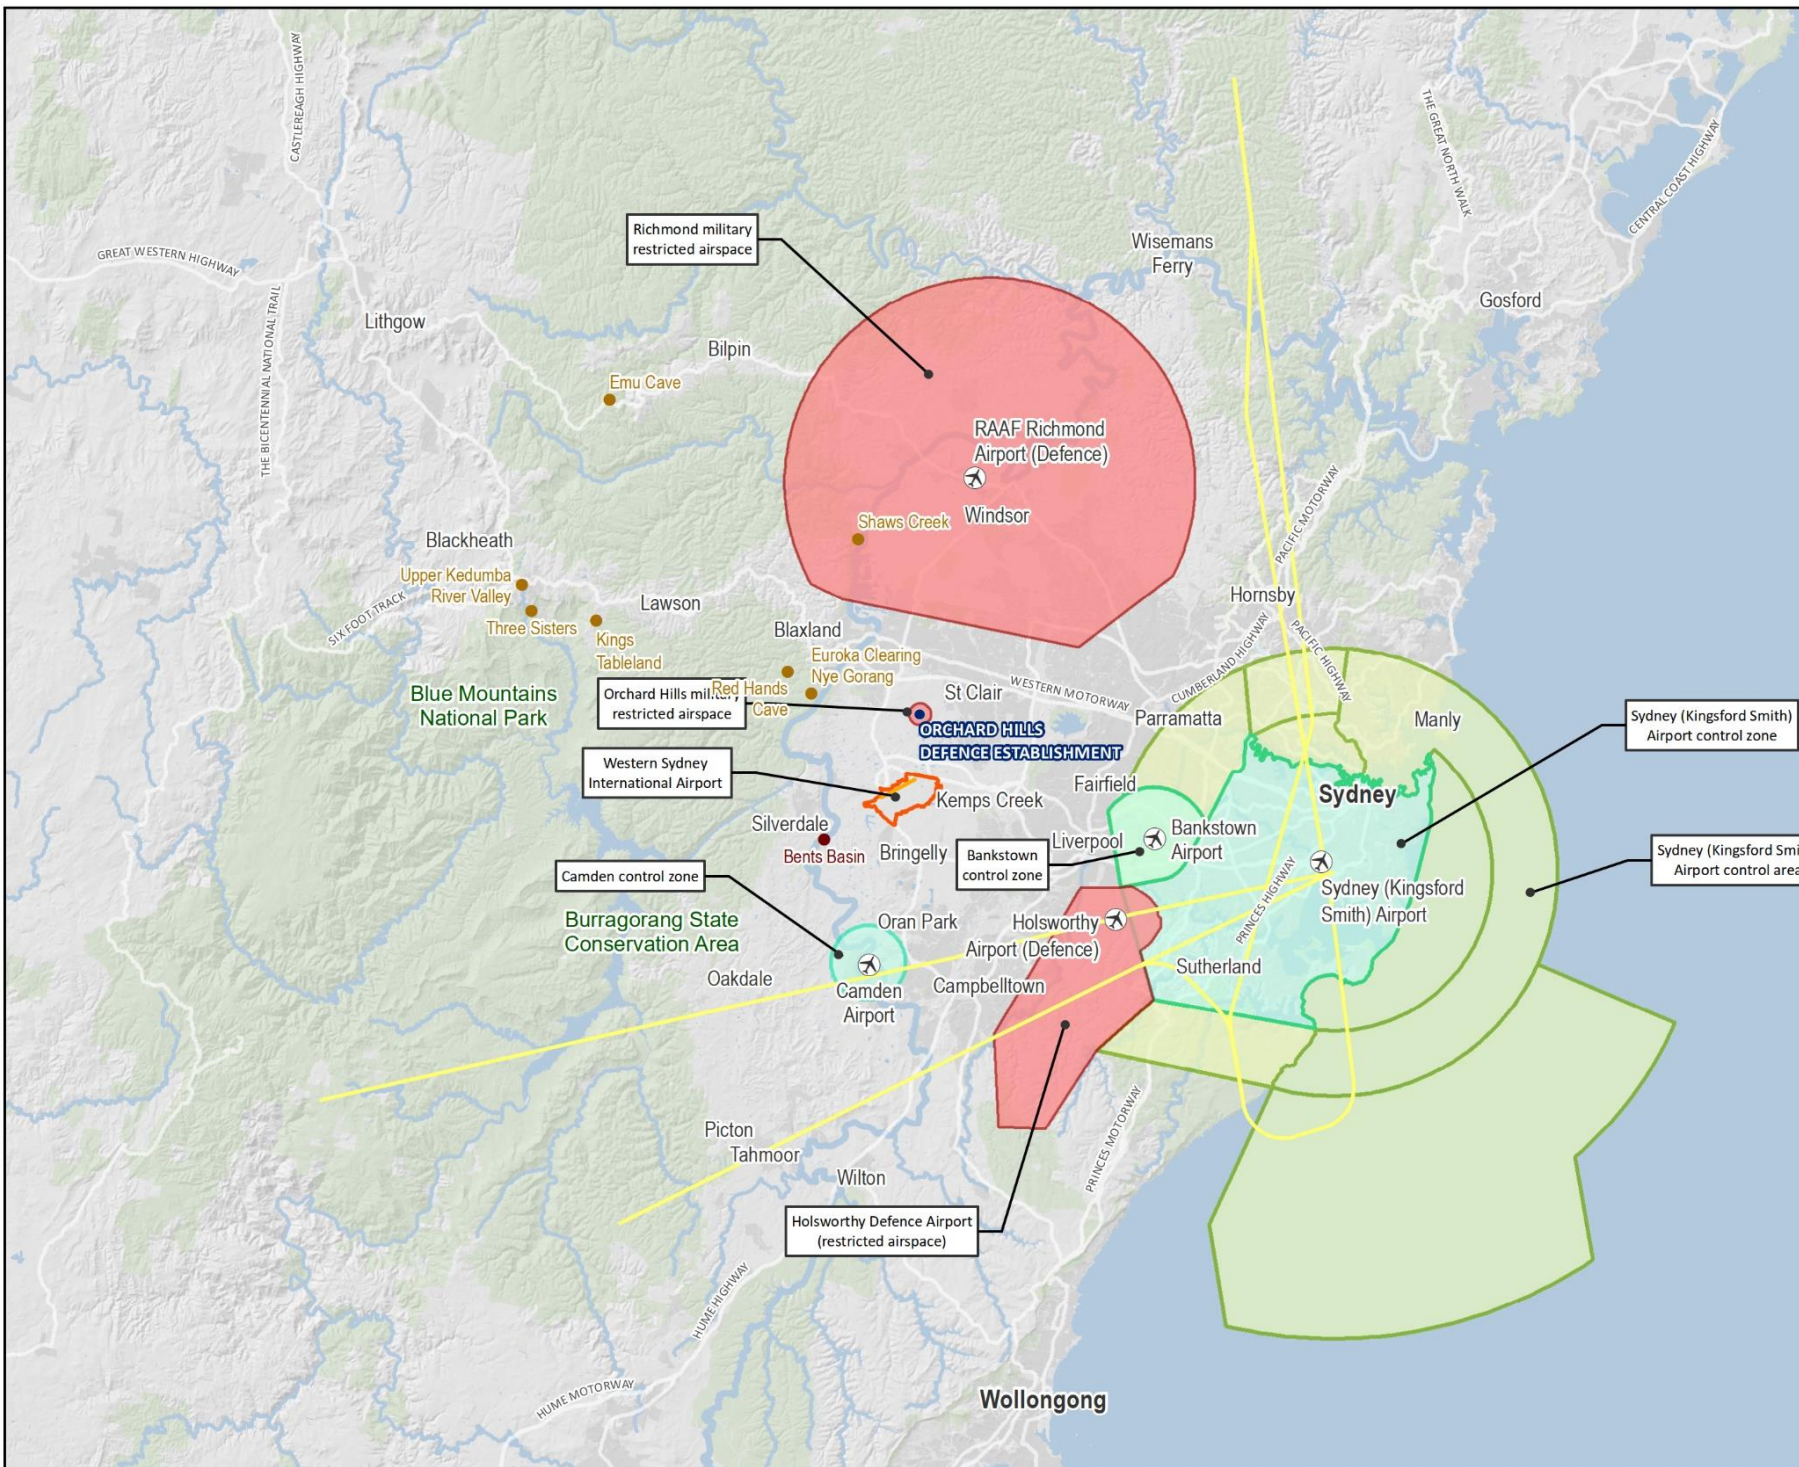 CASTLEREAGH HIGHWAY
THE GREAT NORTH WALK
CENTRAL COAST HIGHWAY
Richmond military
restricted airspace
Wisemans
Ferry
GREAT WESTERN HIGHWAY
THE BICENTENNIAL NATIONAL TRAIL
Gosford
Lithgow
Bilpin
Emu Cave
RAAF Richmond
Airport (Defence)
Windsor
Shaws Creek
PACIFIC MOTORWAY
Blackheath
Upper Kedumba
River Valley
SIX FOOT TRACK
Three Sisters
Lawson
Kings
Tableland
Hornsby
Blaxland
PACIFIC HIGHWAY
CUMBERLAND HIGHWAY
Euroka Clearing
Nye Gorang
Blue Mountains
National Park
Orchard Hills military
restricted airspace
Red Hands
Cave
St Clair
WESTERN MOTORWAY
Parramatta
Manly
Sydney (Kingsford Smith)
Airport control zone
ORCHARD HILLS
DEFENCE ESTABLISHMENT
Western Sydney
International Airport
Fairfield
Kemps Creek
Sydney
Silverdale
Bents Basin
Bringelly
Liverpool
Bankstown
Airport
Bankstown
control zone
Sydney (Kingsford Smi
Airport control area
Camden control zone
PRINCES HIGHWAY
Sydney (Kingsford
Smith) Airport
Burragorang State
Conservation Area
Oran Park
Holsworthy
Airport (Defence)
Oakdale
Camden
Airport
Campbelltown
Sutherland
Picton
Tahmoor
PRINCES MOTORWAY
Wilton
Holsworthy Defence Airport
(restricted airspace)
HUME HIGHWAY
HUME MOTORWAY
Wollongong